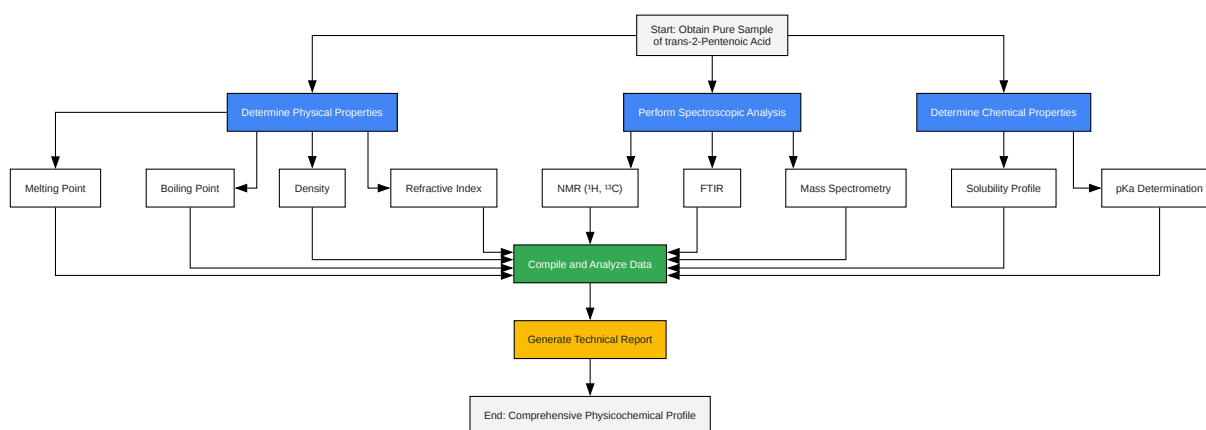 Start: Obtain Pure Sample
of trans-2-Pentenoic Acid
Determine Physical Properties
Perform Spectroscopic Analysis
Determine Chemical Properties
Melting Point
Boiling Point
Density
Refractive Index
NMR (¹H, ¹³C)
FTIR
Mass Spectrometry
Solubility Profile
pKa Determination
Compile and Analyze Data
Generate Technical Report
End: Comprehensive Physicochemical Profile